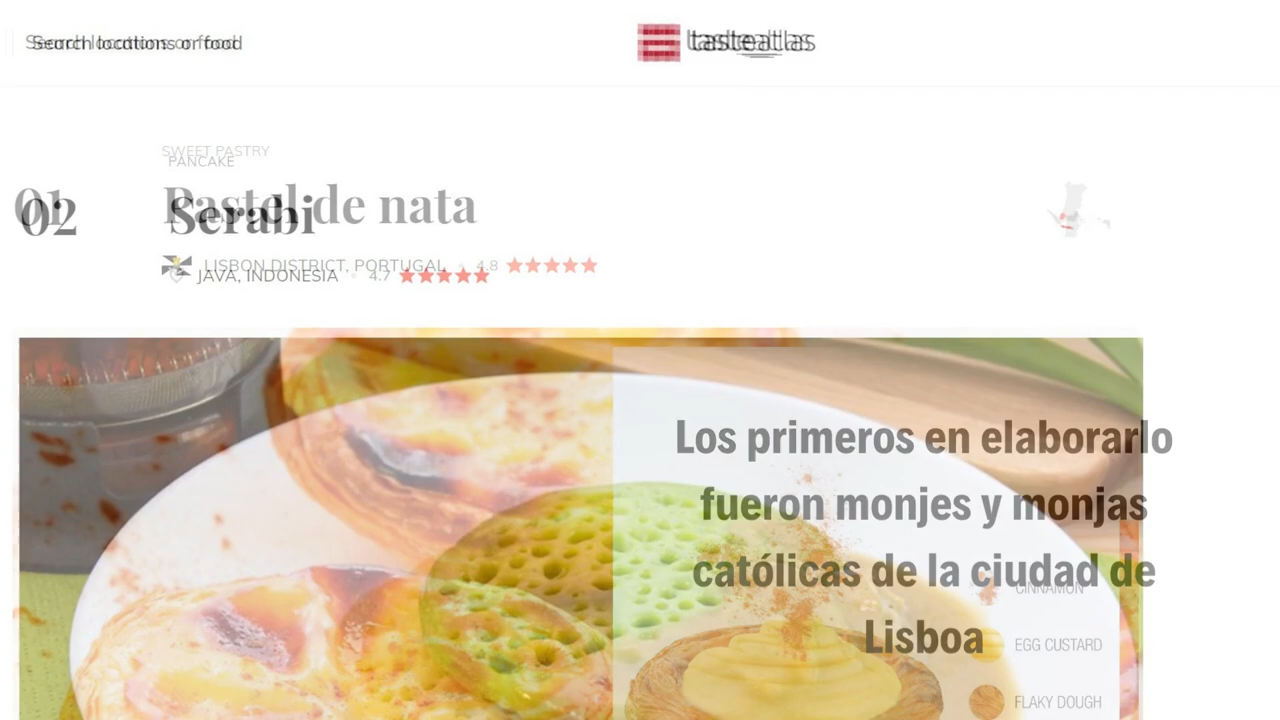 Search locations or food
tasteatlas
SWEET PASTRY
PANCAKE
01
02
Pastel de nata
Serabi
LISBON DISTRICT, PORTUGAL 4.8
JAVA, INDONESIA 4.7
Los primeros en elaborarlo
fueron monjes y monjas
católicas de la ciudad de
Lisboa
CINNAMON
EGG CUSTARD
FLAKY DOUGH